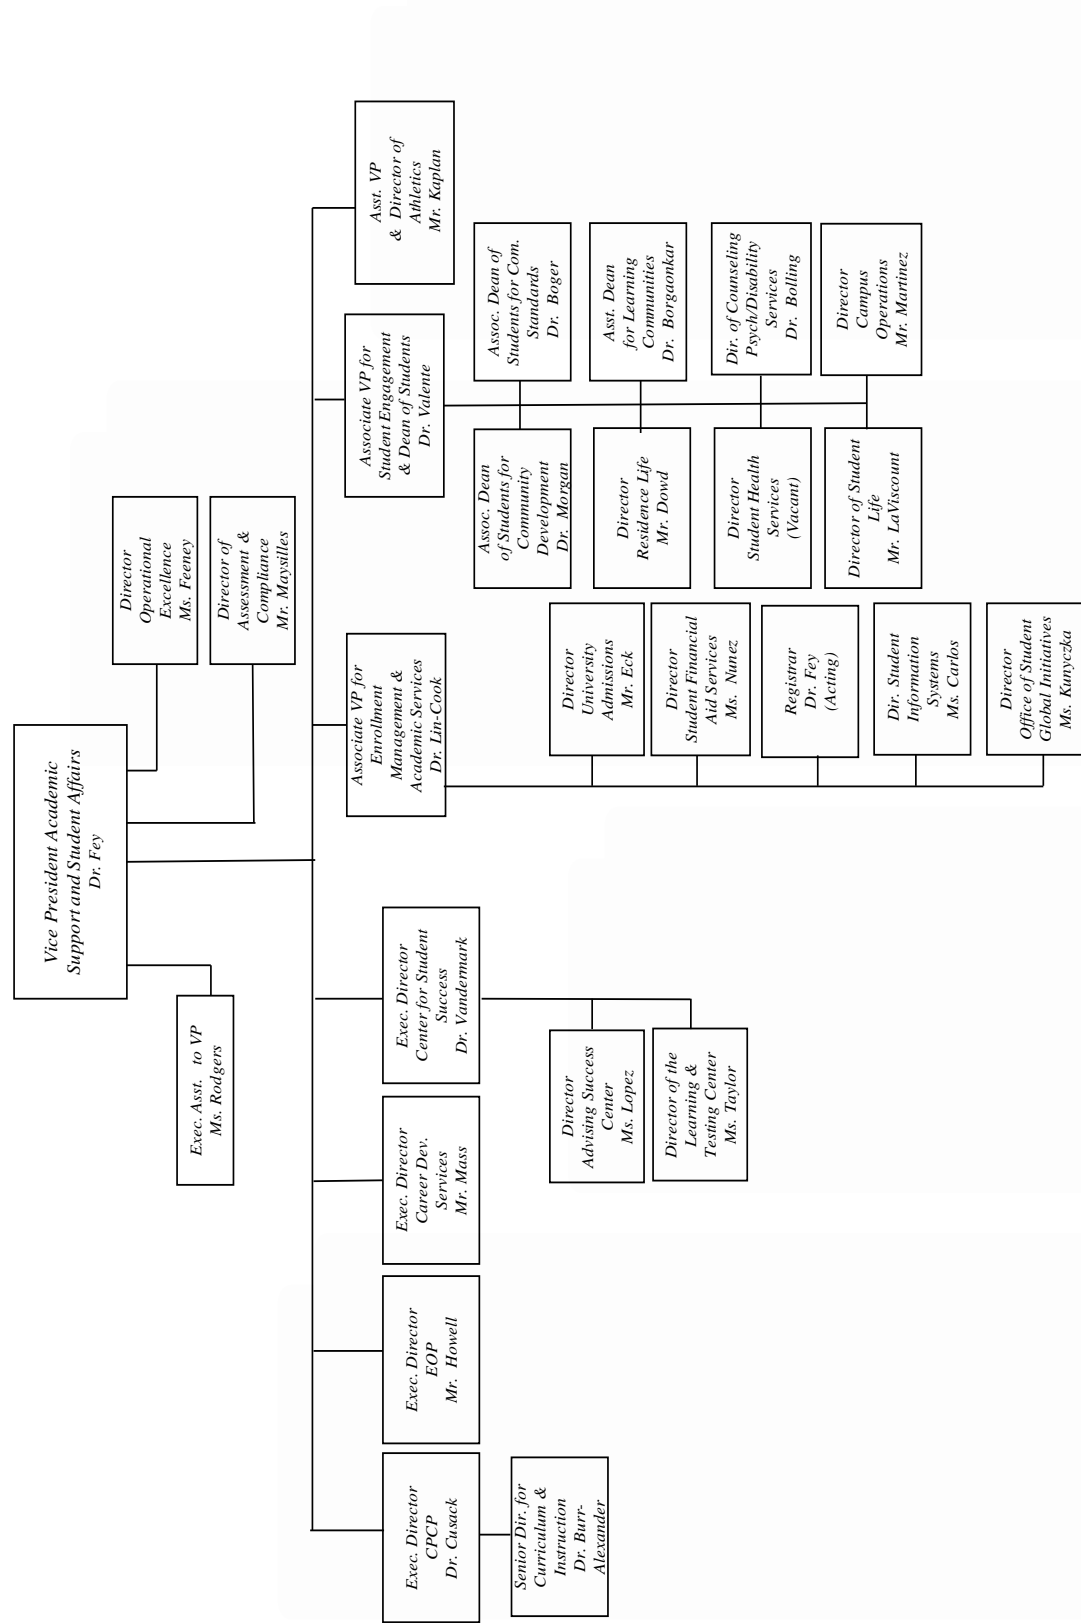 Vice President Academic
Support and Student Affairs
Dr. Fey
Exec. Asst. to VP
Ms. Rodgers
Director
Operational
Excellence
Ms. Feeney
Director of
Assessment &
Compliance
Mr. Maysilles
Exec. Director
CPCP
Dr. Cusack
Exec. Director
EOP
Mr. Howell
Exec. Director
Career Dev.
Services
Mr. Mass
Exec. Director
Center for Student
Success
Dr. Vandermark
Associate VP for
Enrollment
Management &
Academic Services
Dr. Lin-Cook
Associate VP for
Student Engagement
& Dean of Students
Dr. Valente
Asst. VP
& Director of
Athletics
Mr. Kaplan
Senior Dir. for
Curriculum &
Instruction
Dr. Burr-
Alexander
Director
Advising Success
Center
Ms. Lopez
Director of the
Learning &
Testing Center
Ms. Taylor
Director
University
Admissions
Mr. Eck
Director
Student Financial
Aid Services
Ms. Nunez
Registrar
Dr. Fey
(Acting)
Dir. Student
Information
Systems
Ms. Carlos
Director
Office of Student
Global Initiatives
Ms. Kunyczka
Assoc. Dean
of Students for
Community
Development
Dr. Morgan
Assoc. Dean of
Students for Com.
Standards
Dr. Boger
Director
Residence Life
Mr. Dowd
Asst. Dean
for Learning
Communities
Dr. Borgaonkar
Director
Student Health
Services
(Vacant)
Dir. of Counseling
Psych/Disability
Services
Dr. Bolling
Director of Student
Life
Mr. LaViscount
Director
Campus
Operations
Mr. Martinez